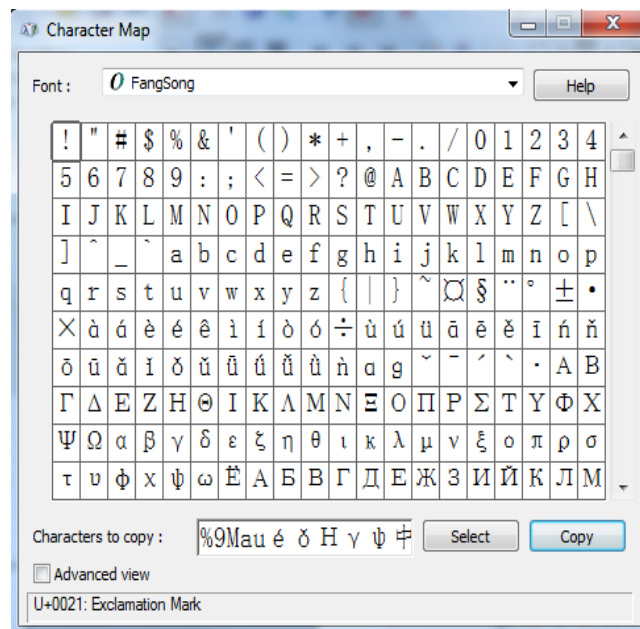 Character Map
Font : FangSong Help
! " # $ % & ' ( ) * + , - . / 0 1 2 3 4
5 6 7 8 9 : ; < = > ? @ A B C D E F G H
I J K L M N O P Q R S T U V W X Y Z [ \
] ^ _ ` a b c d e f g h i j k l m n o p
q r s t u v w x y z { | } ~ ¤ § ¨ ° ± ·
× à á è é ê ì í ò ó ÷ ù ú ü ā ē ě ī ń ň
ō ū ǎ ǐ ǒ ǔ ǖ ǘ ǚ ǜ ǹ ɑ ɡ ˇ ˉ ˊ ˋ ˙ Α Β
Γ Δ Ε Ζ Η Θ Ι Κ Λ Μ Ν Ξ Ο Π Ρ Σ Τ Υ Φ Χ
Ψ Ω α β γ δ ε ζ η θ ι κ λ μ ν ξ ο π ρ σ
τ υ φ χ ψ ω Ё А Б В Г Д Е Ж З И Й К Л М
Characters to copy : %9Mau é ǒ Η γ ψ 中 Select Copy
Advanced view
U+0021: Exclamation Mark